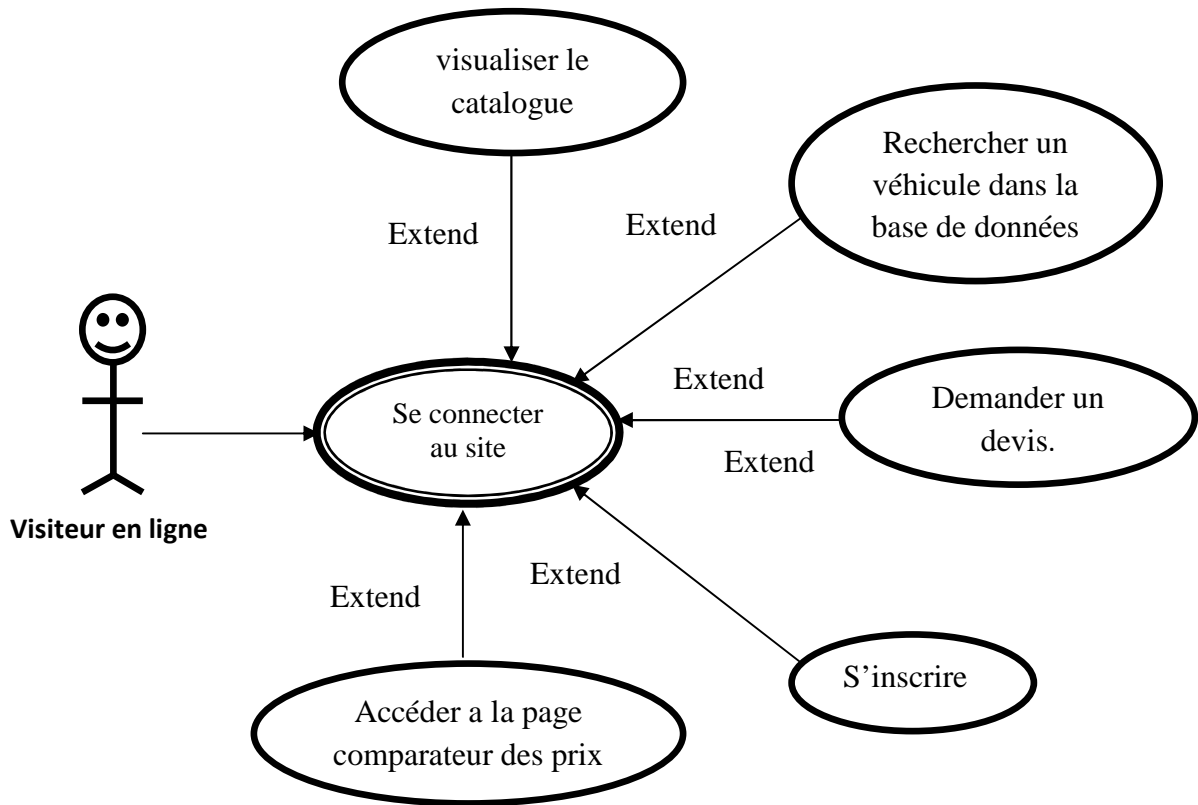 visualiser le
catalogue
Rechercher un
véhicule dans la
base de données
Extend
Extend
Extend
Demander un
devis.
Se connecter
au site
Extend
Visiteur en ligne
Extend
Extend
S’inscrire
Accéder a la page
comparateur des prix